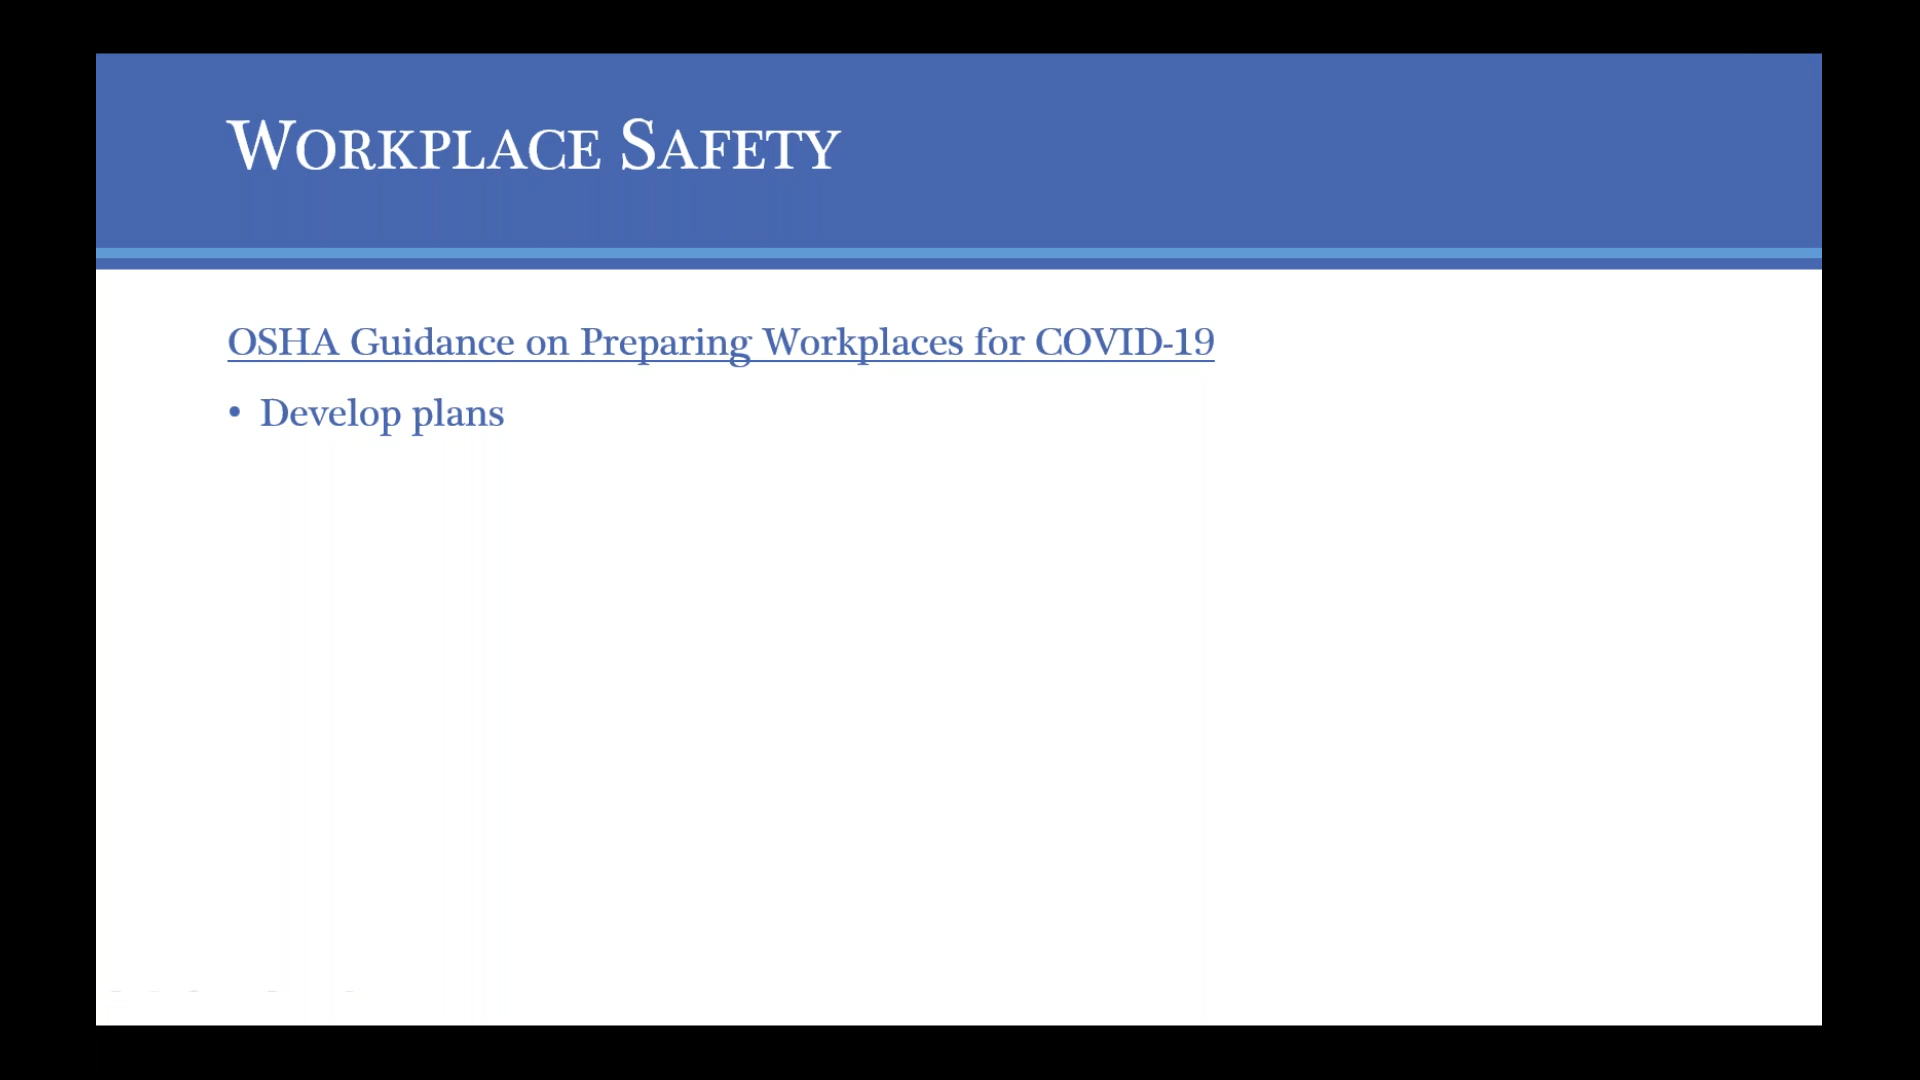 WORKPLACE SAFETY
OSHA Guidance on Preparing Workplaces for COVID-19
• Develop plans